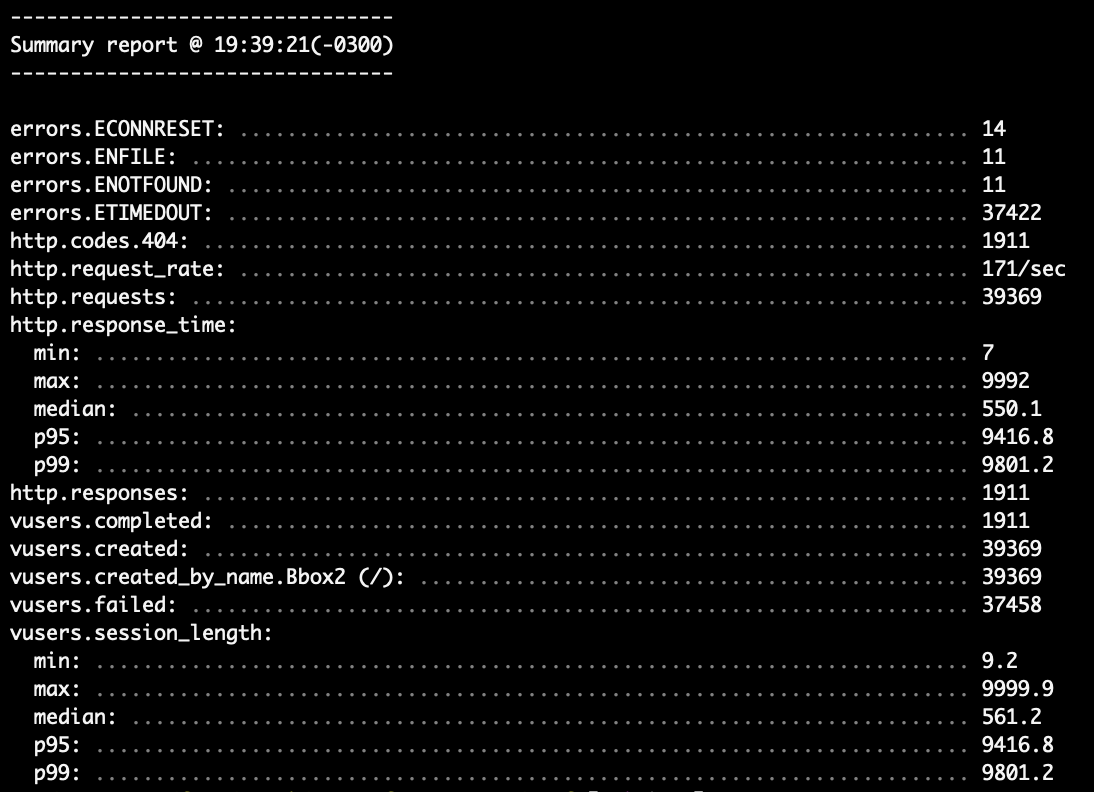 --------------------------------
Summary report @ 19:39:21(-0300)
--------------------------------
errors.ECONNRESET: ............................................................. 14
errors.ENFILE: ................................................................. 11
errors.ENOTFOUND: .............................................................. 11
errors.ETIMEDOUT: .............................................................. 37422
http.codes.404: ................................................................ 1911
http.request_rate: ............................................................. 171/sec
http.requests: ................................................................. 39369
http.response_time:
  min: ......................................................................... 7
  max: ......................................................................... 9992
  median: ...................................................................... 550.1
  p95: ......................................................................... 9416.8
  p99: ......................................................................... 9801.2
http.responses: ................................................................ 1911
vusers.completed: .............................................................. 1911
vusers.created: ................................................................ 39369
vusers.created_by_name.Bbox2 (/): .............................................. 39369
vusers.failed: ................................................................. 37458
vusers.session_length:
  min: ......................................................................... 9.2
  max: ......................................................................... 9999.9
  median: ...................................................................... 561.2
  p95: ......................................................................... 9416.8
  p99: ......................................................................... 9801.2